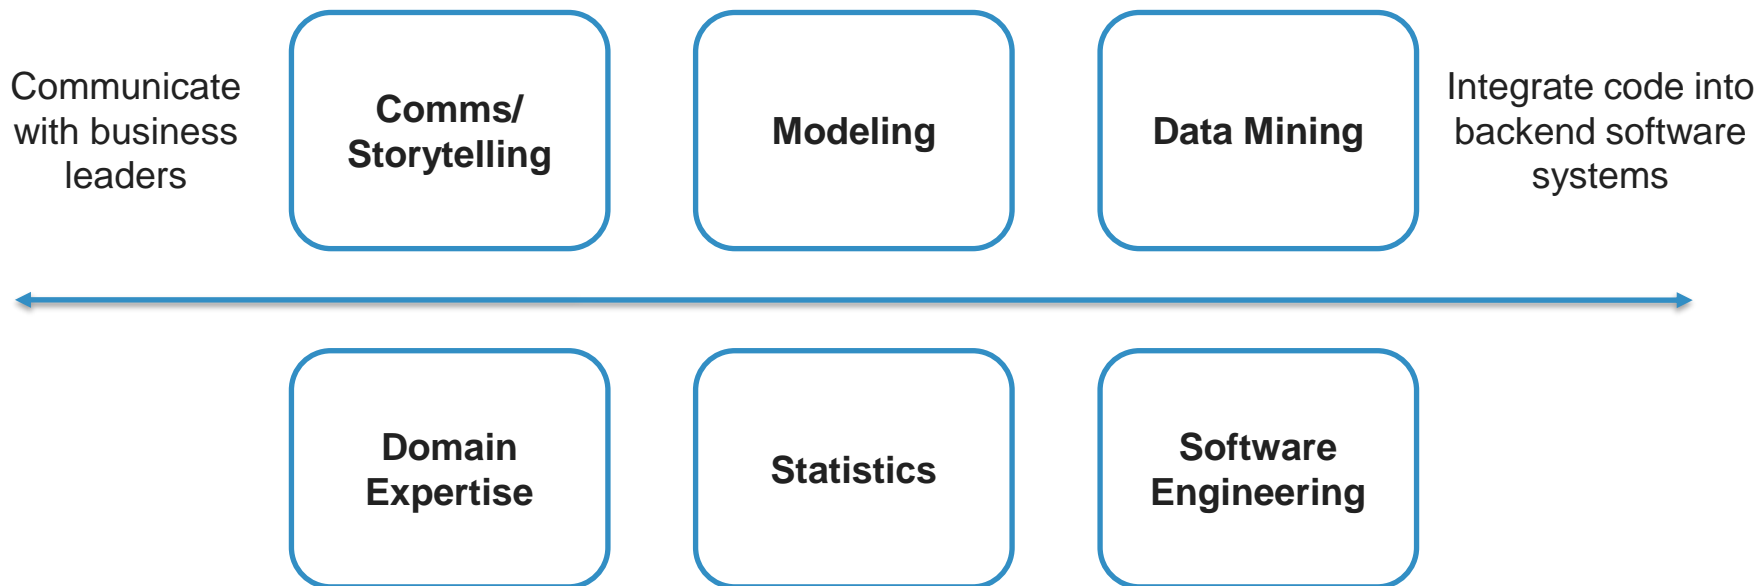 Communicate
with business
leaders
Comms/
Storytelling
Modeling
Data Mining
Integrate code into
backend software
systems
Domain
Expertise
Statistics
Software
Engineering